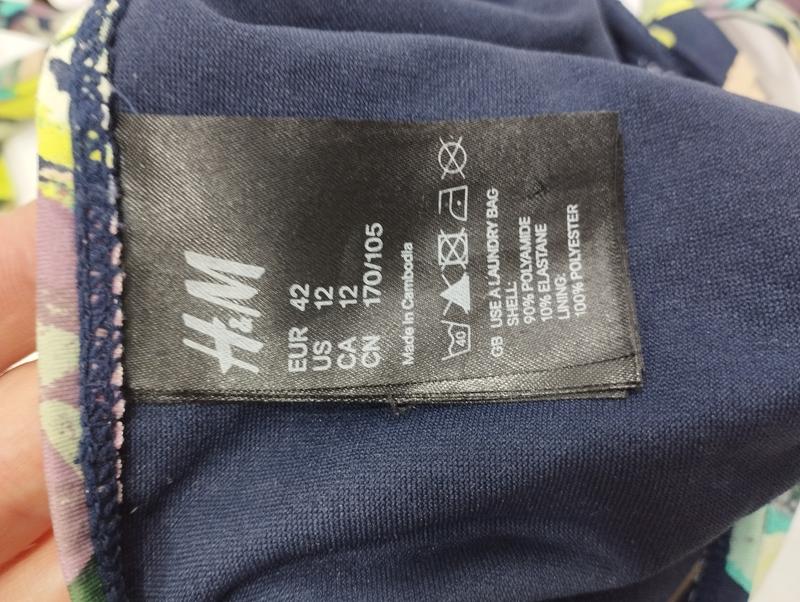 H&M
EUR 42
US 12
CA 12
CN 170/105
Made in Cambodia
40
GB USE A LAUNDRY BAG
SHELL:
90% POLYAMIDE
10% ELASTANE
LINING:
100% POLYESTER